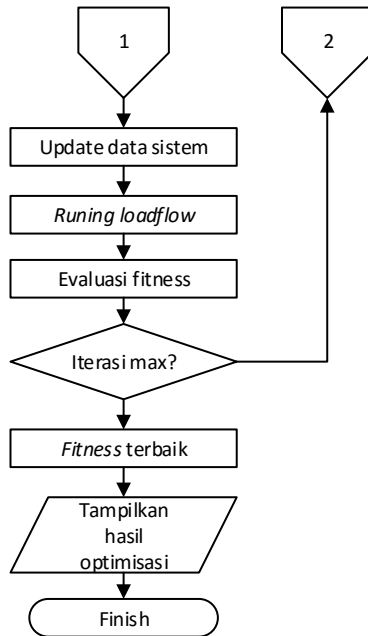 1
2
Update data sistem
Runing loadflow
Evaluasi fitness
Iterasi max?
Fitness terbaik
Tampilkan
hasil
optimisasi
Finish